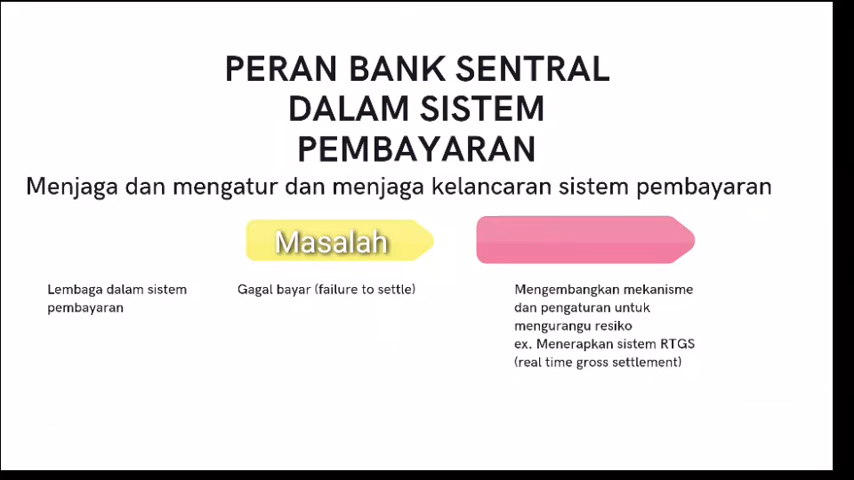 PERAN BANK SENTRAL
DALAM SISTEM
PEMBAYARAN
Menjaga dan mengatur dan menjaga kelancaran sistem pembayaran
Masalah
Lembaga dalam sistem
pembayaran
Gagal bayar (failure to settle)
Mengembangkan mekanisme
dan pengaturan untuk
mengurangu resiko
ex. Menerapkan sistem RTGS
(real time gross settlement)